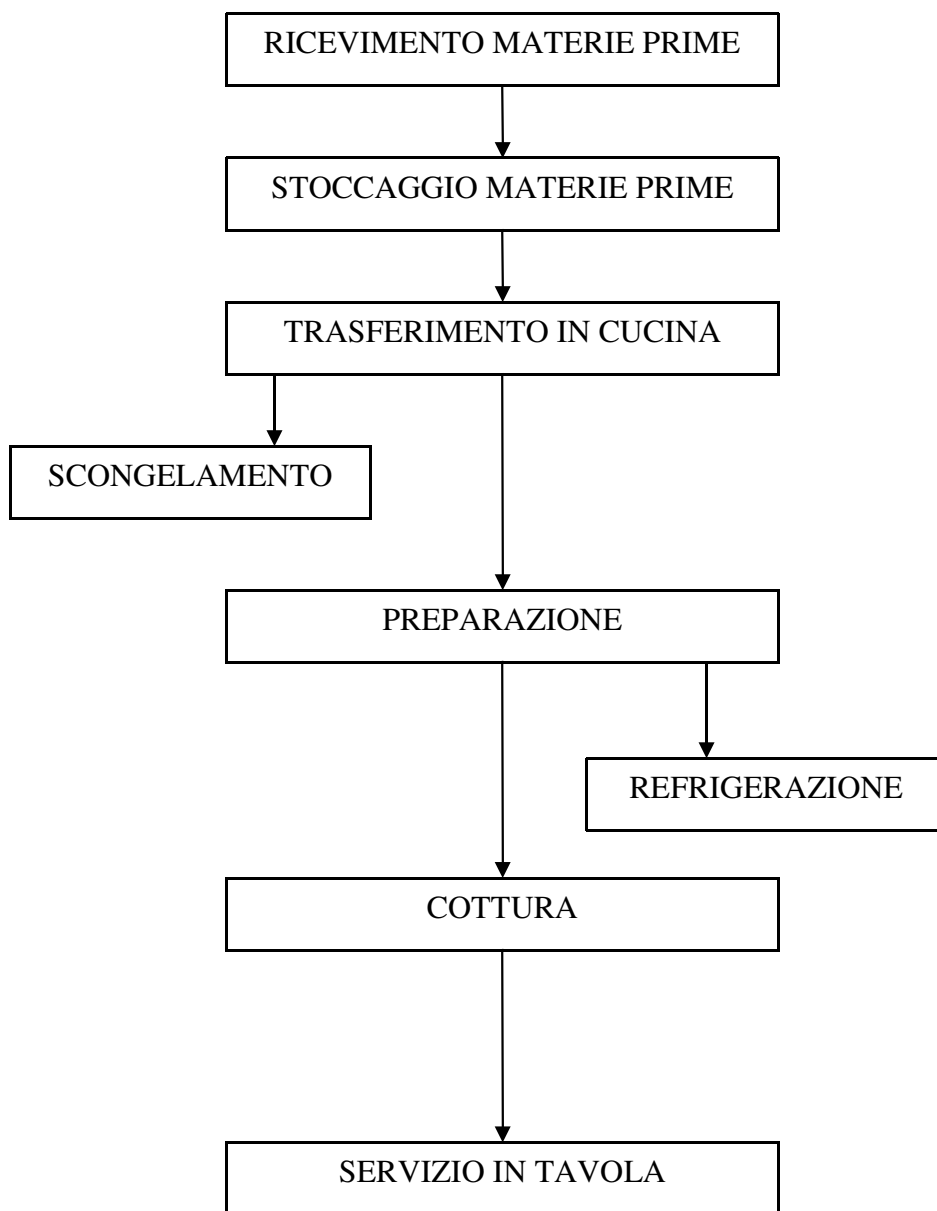 RICEVIMENTO MATERIE PRIME
STOCCAGGIO MATERIE PRIME
TRASFERIMENTO IN CUCINA
SCONGELAMENTO
PREPARAZIONE
REFRIGERAZIONE
COTTURA
SERVIZIO IN TAVOLA